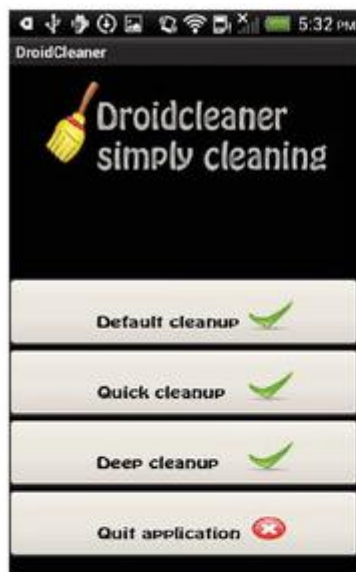 5:32 PM
DroidCleaner
Droidcleaner
simply cleaning
Default cleanup
Quick cleanup
Deep cleanup
Quit application